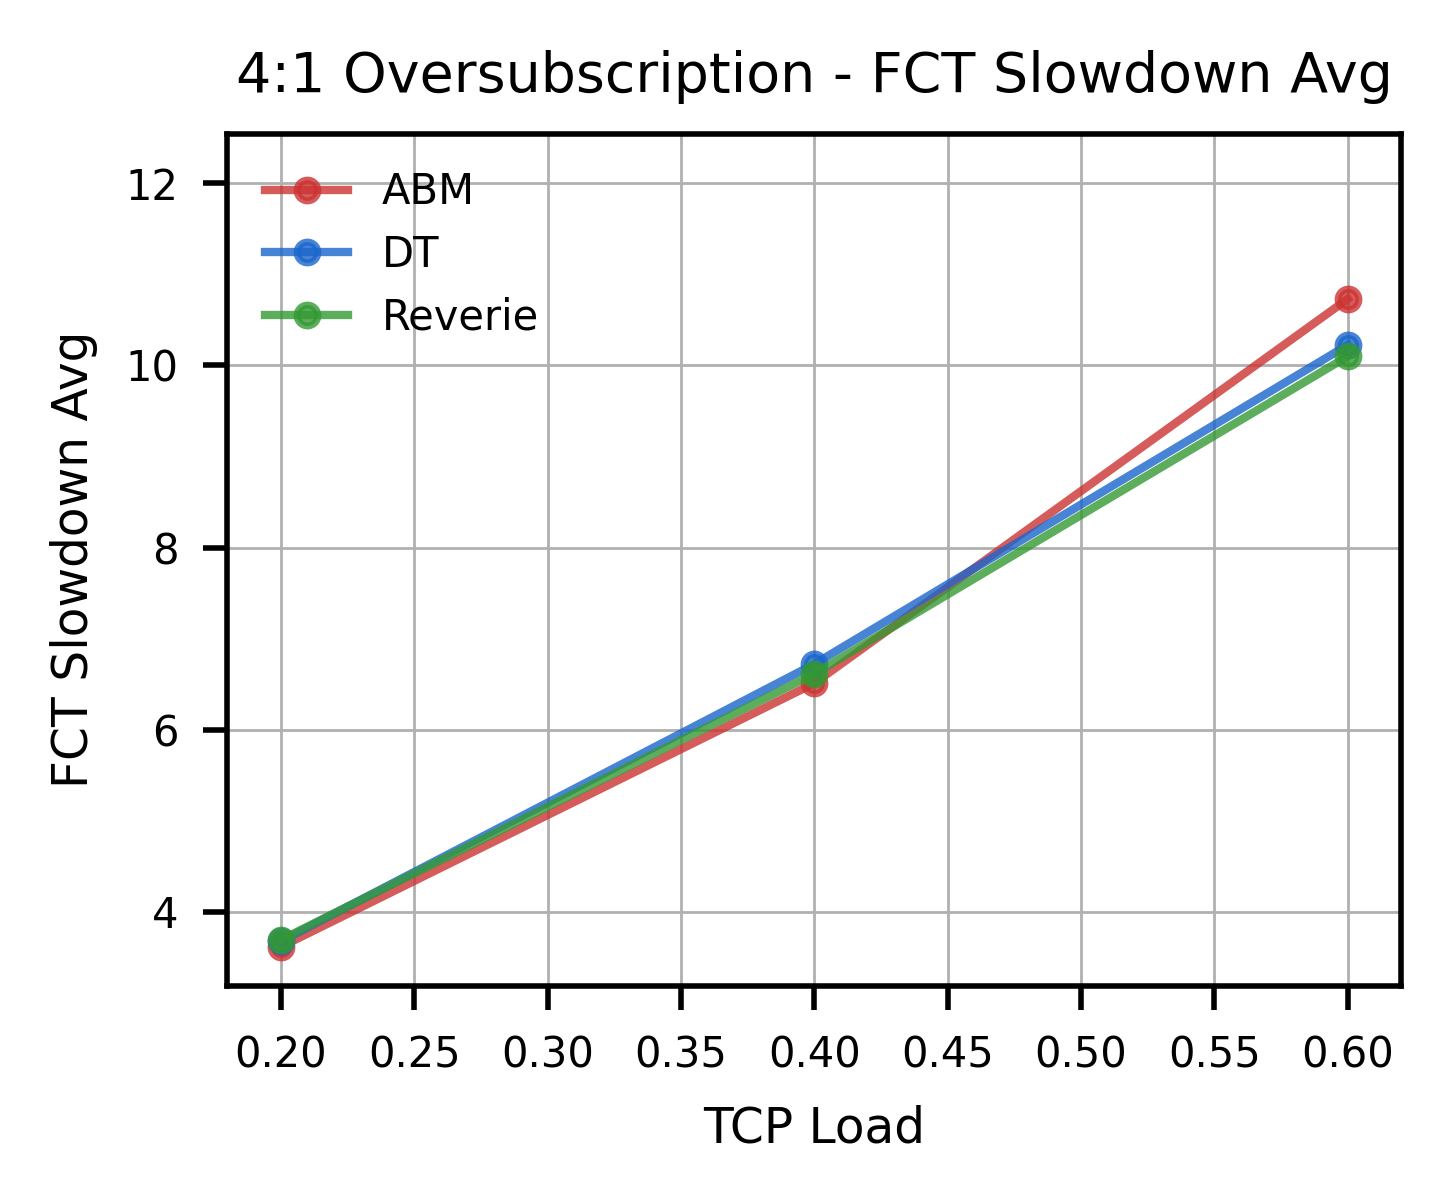 4:1 Oversubscription - FCT Slowdown Avg
ABM
DT
Reverie
FCT Slowdown Avg
12
10
8
6
4
0.20 0.25 0.30 0.35 0.40 0.45 0.50 0.55 0.60
TCP Load